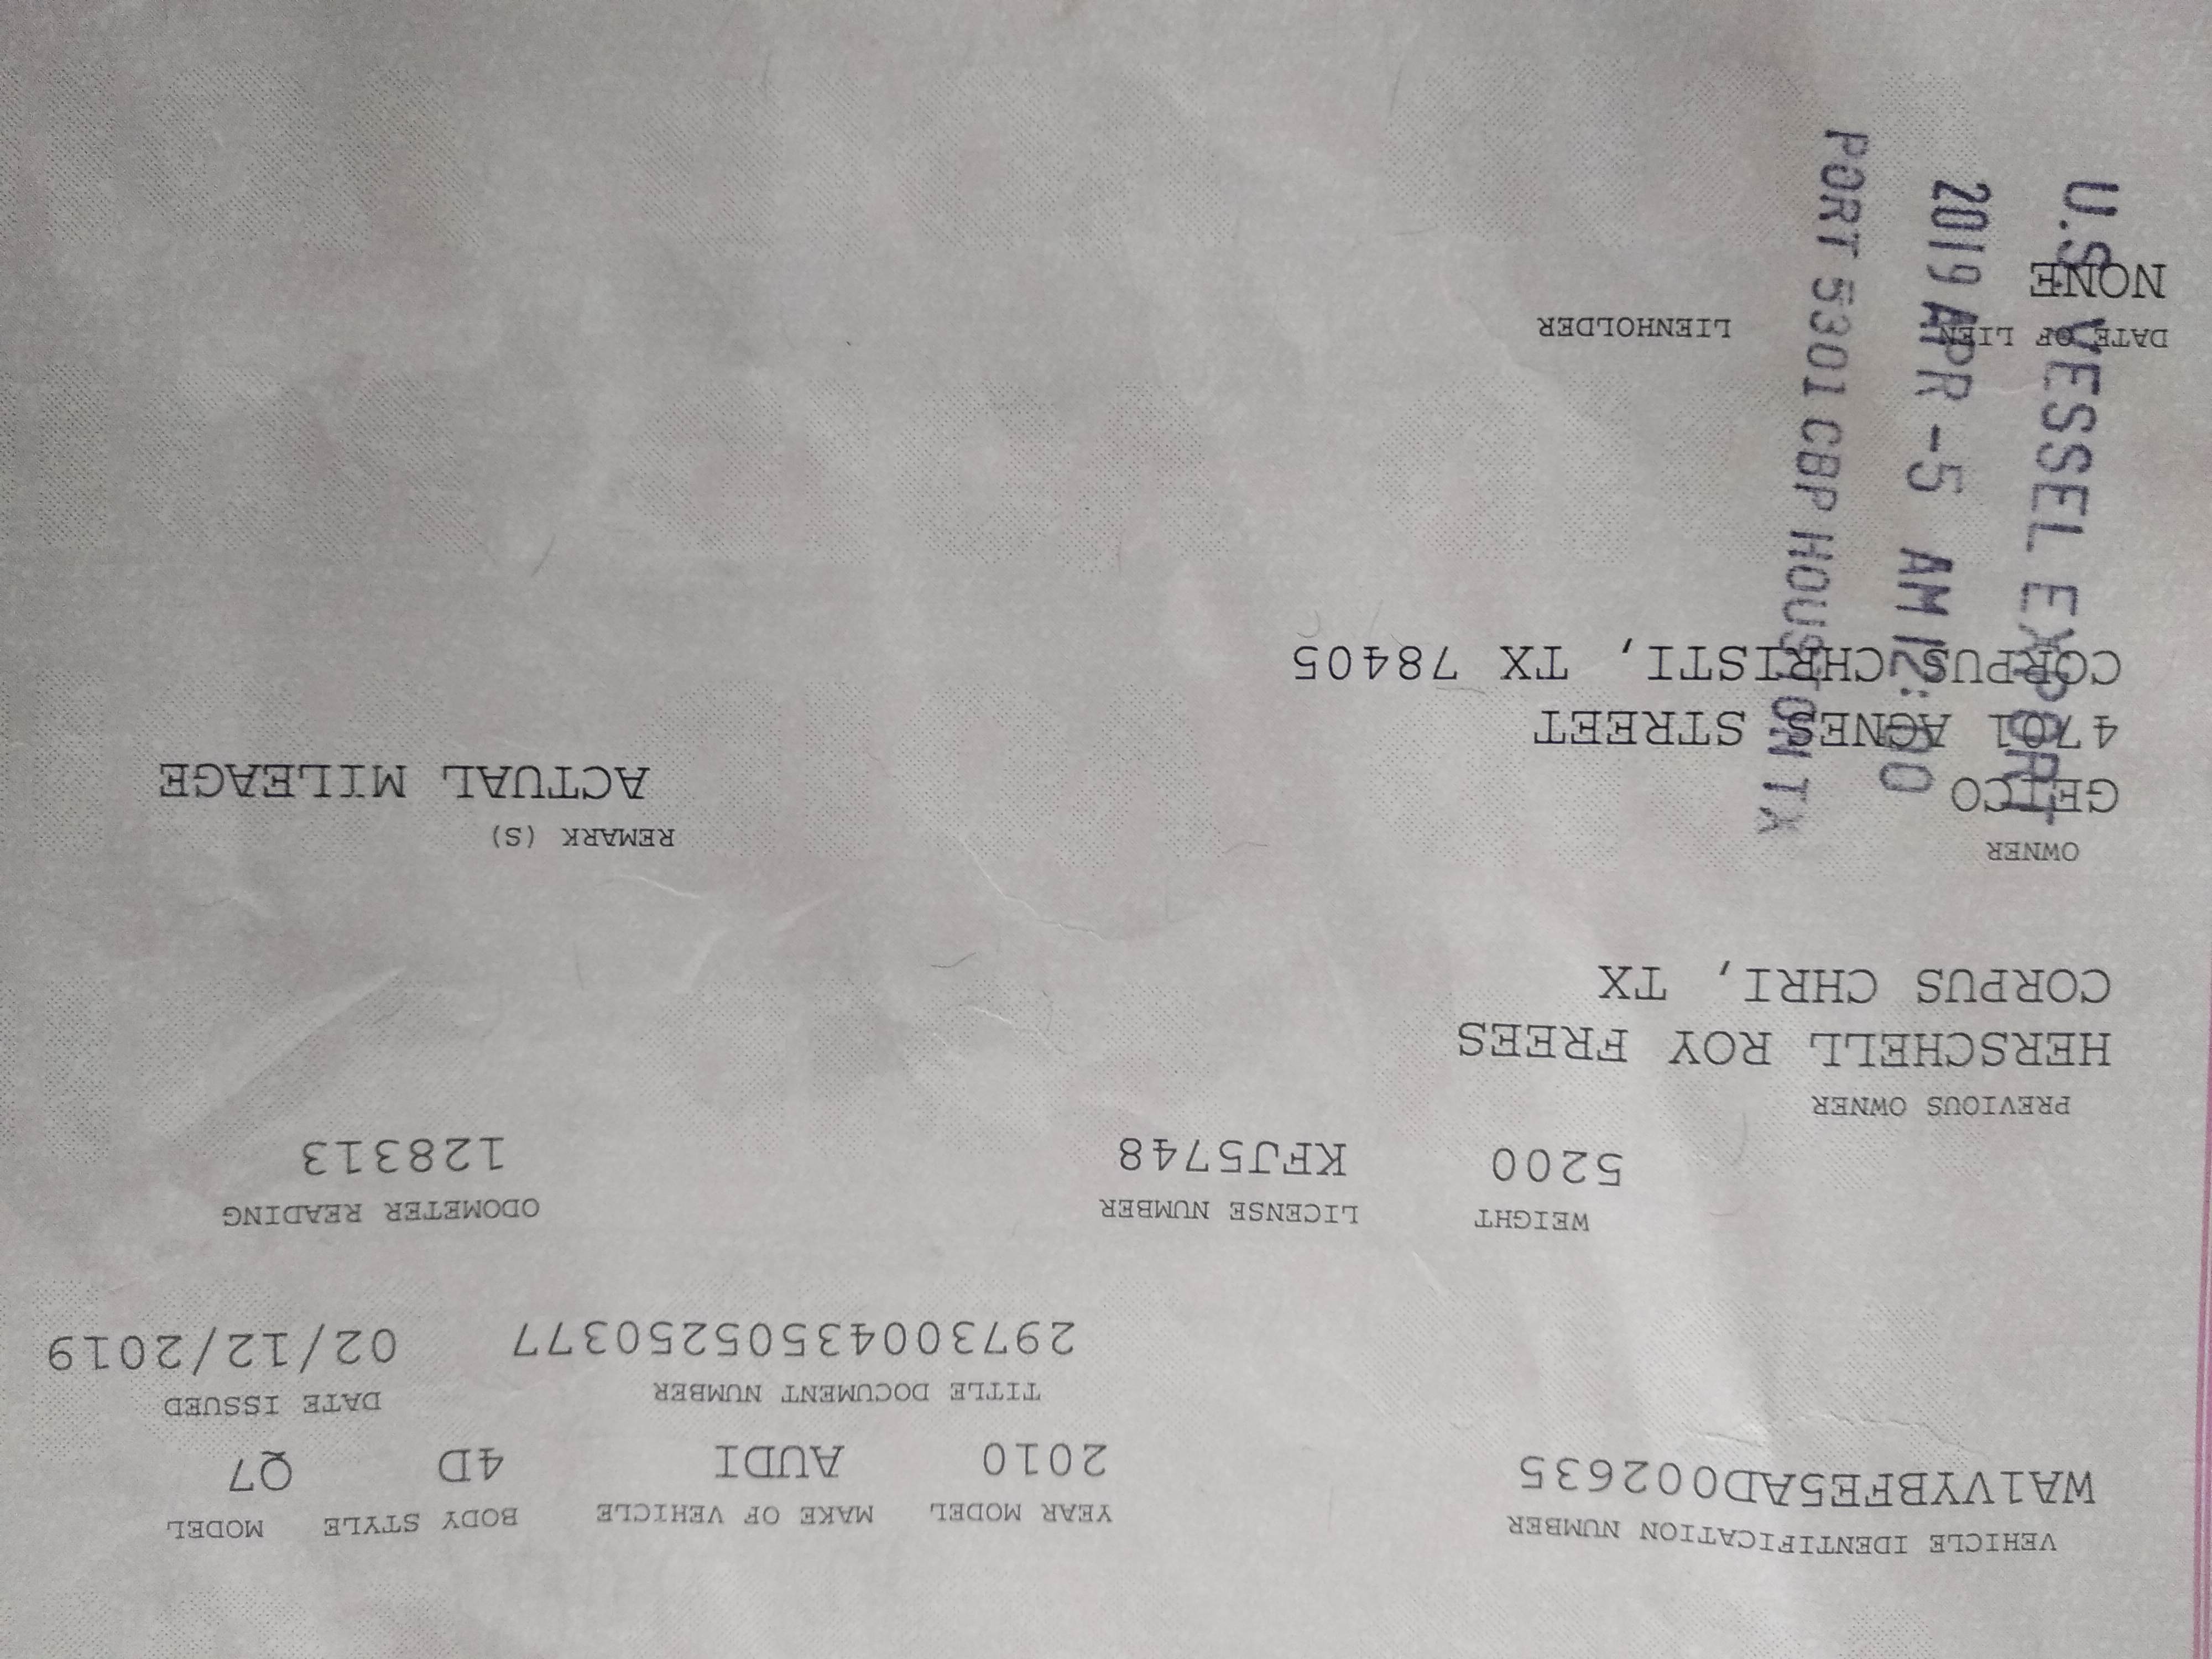 VEHICLE IDENTIFICATION NUMBER YEAR MODEL MAKE OF VEHICLE BODY STYLE MODEL
WA1VYBFE5AD002635 2010 AUDI 4D Q7
TITLE DOCUMENT NUMBER DATE ISSUED
29730043505250377 02/12/2019
WEIGHT LICENSE NUMBER ODOMETER READING
5200 KFJ5748 128313
PREVIOUS OWNER
HERSCHELL ROY FREES
CORPUS CHRI, TX
OWNER REMARK (S)
GEICO ACTUAL MILEAGE
4701 AGNES STREET
CORPUS CHRISTI, TX 78405
DATE OF LIEN LIENHOLDER
NONE
U.S. VESSEL EXPORT
2019 APR -5 AM
PORT 5301 CBP HOUSTON TX